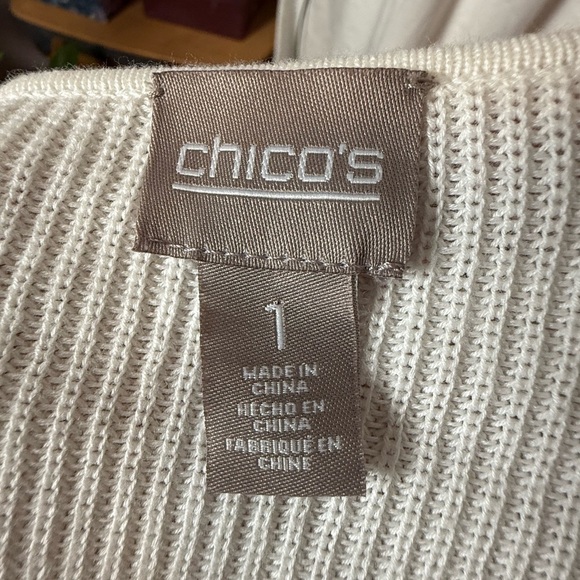 chico's
1
MADE IN
CHINA
HECHO EN
CHINA
FABRIQUÉ EN
CHINE